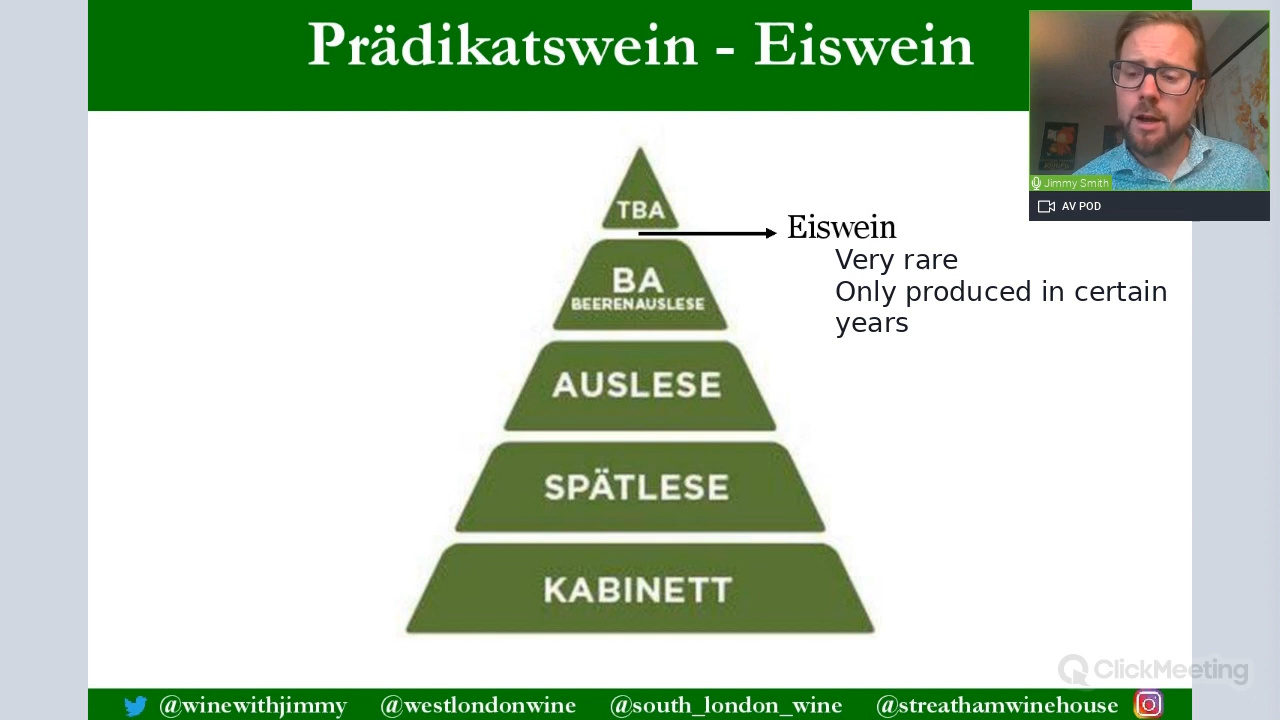 Prädikatswein - Eiswein
Jimmy Smith
AV POD
TBA
Eiswein
Very rare
Only produced in certain
years
BA
BEERENAUSLESE
AUSLESE
SPÄTLESE
KABINETT
ClickMeeting
@winewithjimmy @westlondonwine @south_london_wine @streathamwinehouse